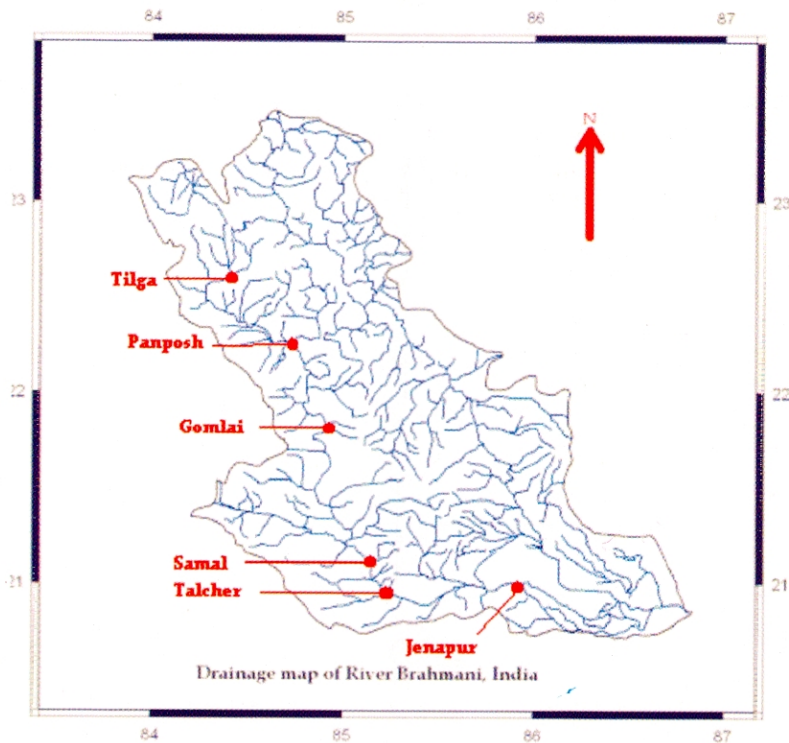 84 85 86 87
N
23 23
Tilga
Panposh
22 22
Gomlai
Samal
21 21
Talcher
Jenapur
Drainage map of River Brahmani, India
84 85 86 87